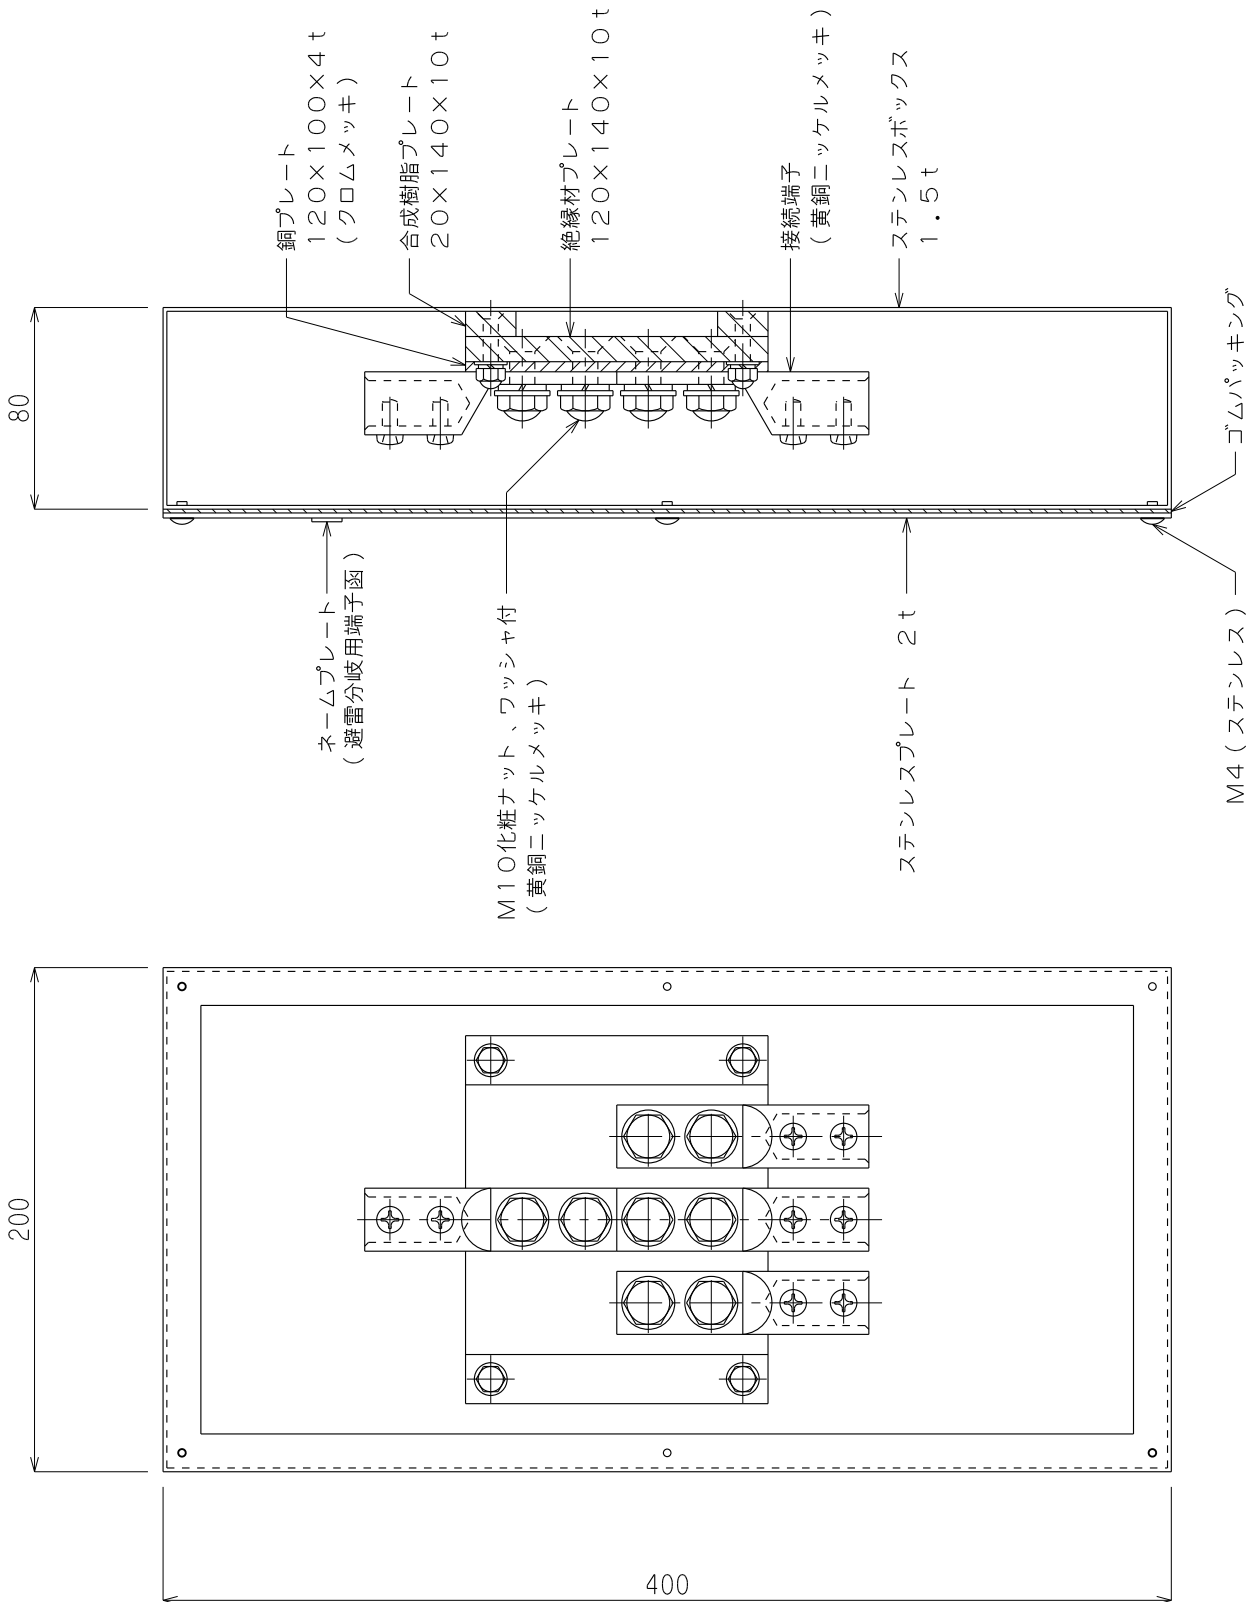 銅プレート
１２０×１００×４ｔ
（クロムメッキ）
合成樹脂プレート
２０×１４０×１０ｔ
絶縁材プレート
１２０×１４０×１０ｔ
接続端子
（黄銅ニッケルメッキ）
ステンレスボックス
１．５ｔ
ゴムパッキング
80
ネームプレート
（避雷分岐用端子函）
Ｍ１０化粧ナット、ワッシャ付
（黄銅ニッケルメッキ）
ステンレスプレート　２ｔ
Ｍ４（ステンレス）
200
400